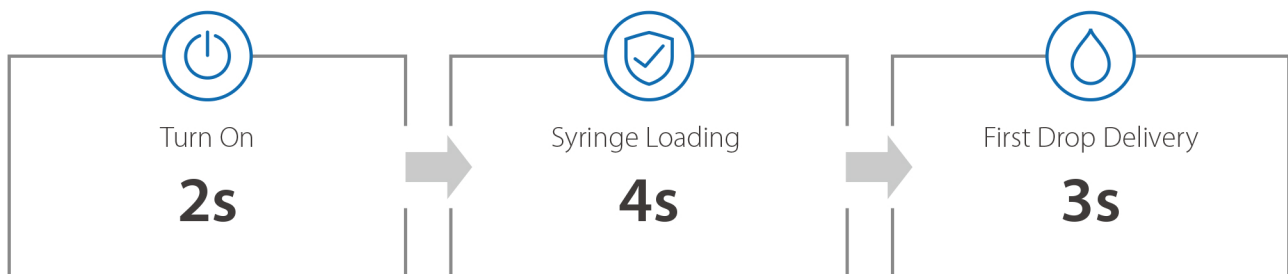 Turn On
2s
Syringe Loading
4s
First Drop Delivery
3s